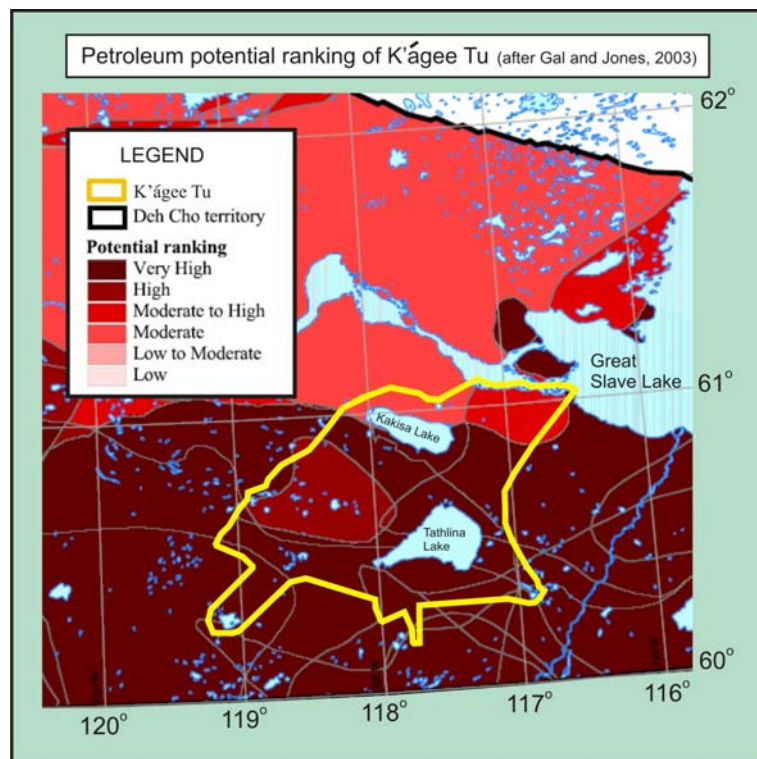 Petroleum potential ranking of K'ágee Tu (after Gal and Jones, 2003)
62°
LEGEND
K'ágee Tu
Deh Cho territory
Potential ranking
Very High
High
Moderate to High
Moderate
Low to Moderate
Low
Great
Slave Lake
61°
Kakisa Lake
Tathlina
Lake
60°
120°
119°
118°
117°
116°